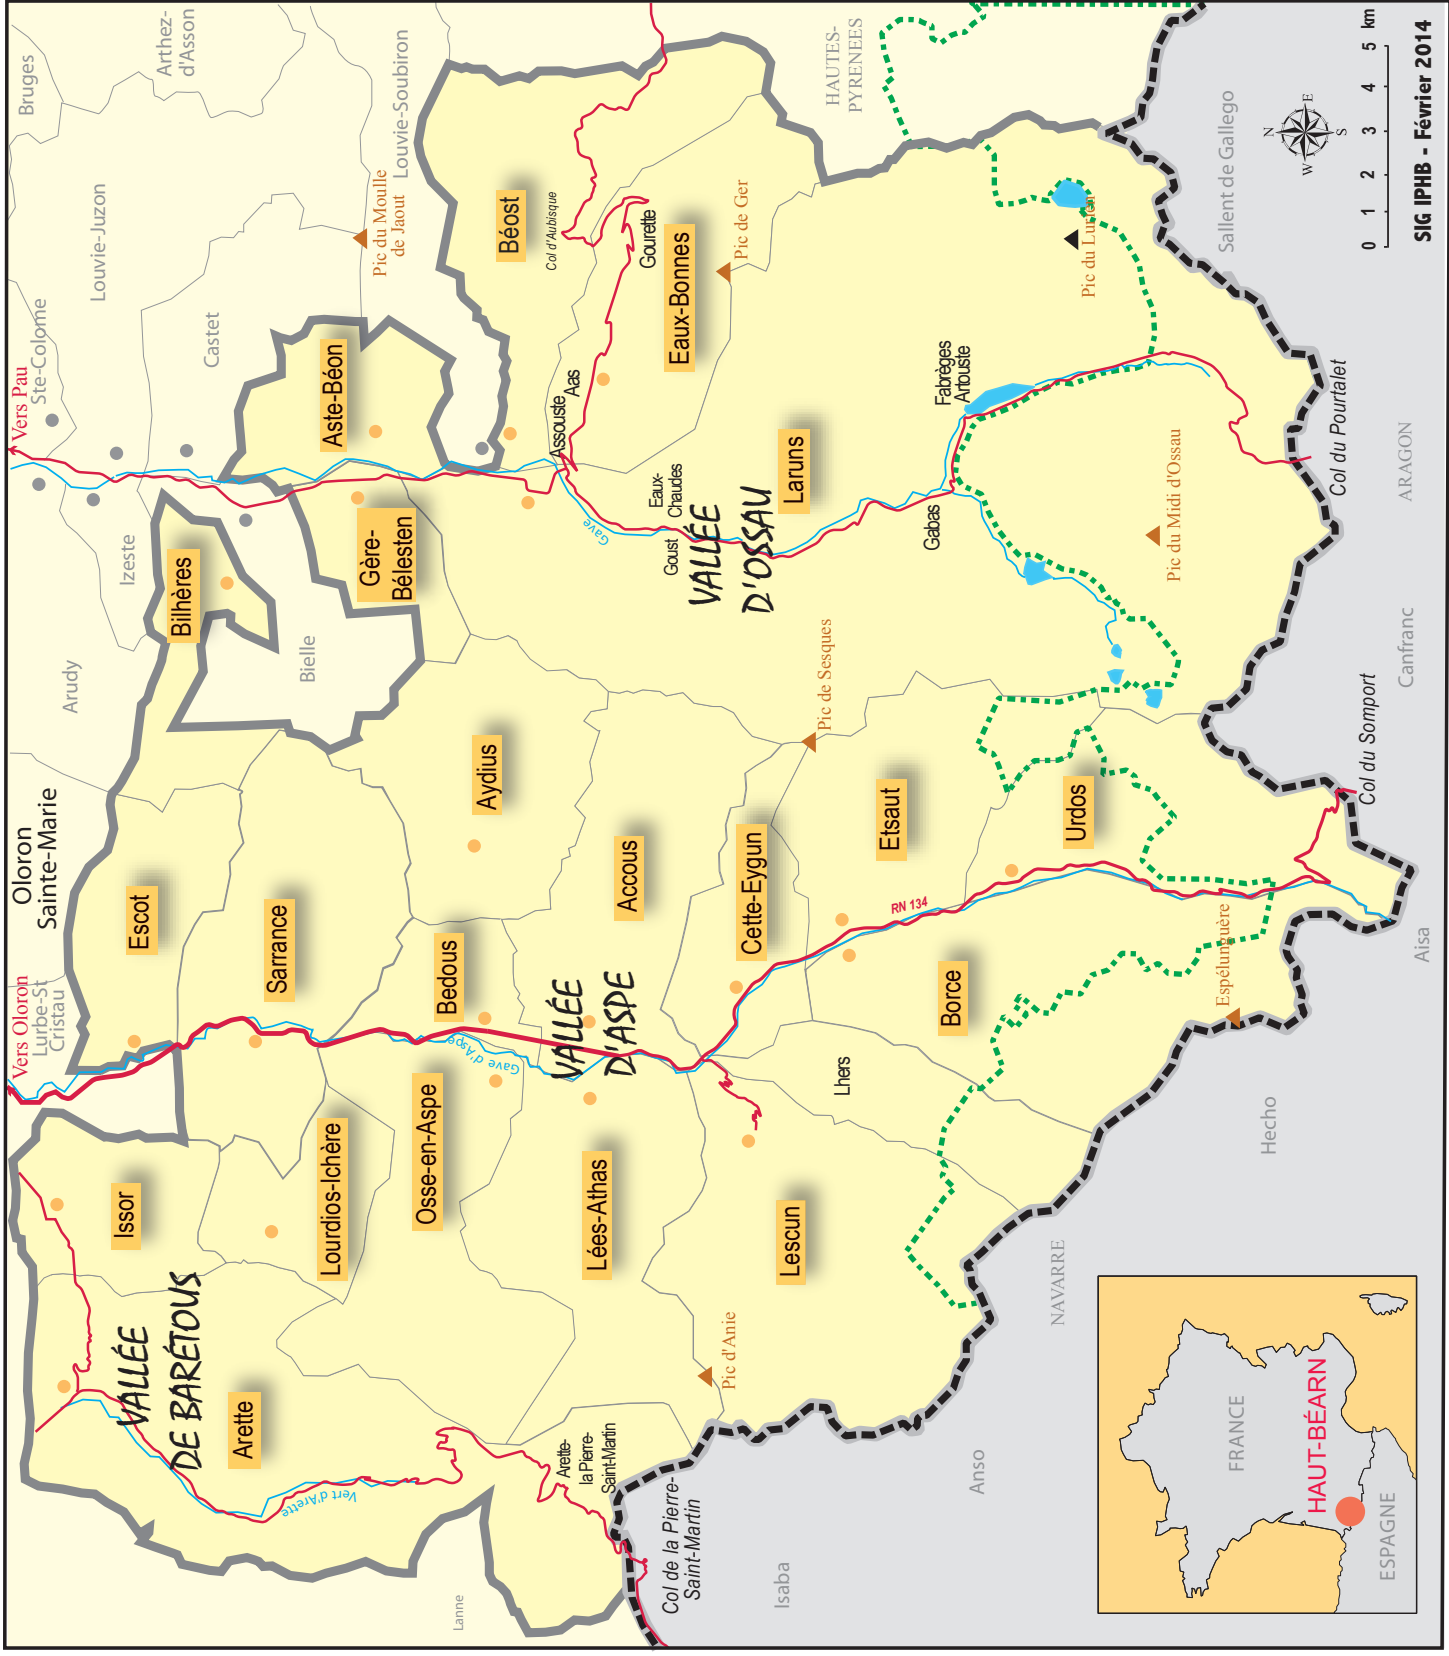 Vers Oloron
Lurbe-St
Cristau
Oloron
Sainte-Marie
Arudy
Izeste
Vers Pau
Ste-Colome
Louvie-Juzon
Castet
Bruges
Arthez-
d'Asson
Louvie-Soubiron
Pic du Moulle
de Jaout
Bielle
Bilhères
Aste-Béon
Gère-
Bélesten
Béost
Col d'Aubisque
Gourette
Eaux-Bonnes
Pic de Ger
Assouste
Aas
Eaux-
Chaudes
Goust
Gave
VALLÉE
D'OSSAU
Laruns
HAUTES-
PYRENEES
Fabrèges
Artouste
Gabas
Pic du Lurien
Pic du Midi d'Ossau
Pic de Sesques
Col du Pourtalet
Sallent de Gallego
ARAGON
Canfranc
Col du Somport
Issor
Escot
Sarrance
Lourdios-Ichère
Bedous
Aydius
Osse-en-Aspe
Gave d'Aspe
VALLÉE
D'ASPE
Accous
Lées-Athas
Cette-Eygun
Etsaut
Urdos
RN 134
Borce
Lhers
Lescun
Espélunguère
Aisa
Hecho
NAVARRE
Pic d'Anie
VALLÉE
DE BARÉTOUS
Arette
Vert d'Arette
Arette-
la Pierre-
Saint-Martin
Lanne
Col de la Pierre-
Saint-Martin
Isaba
Anso
FRANCE
HAUT-BÉARN
ESPAGNE
N
W
E
S
0 1 2 3 4 5 km
SIG IPHB - Février 2014